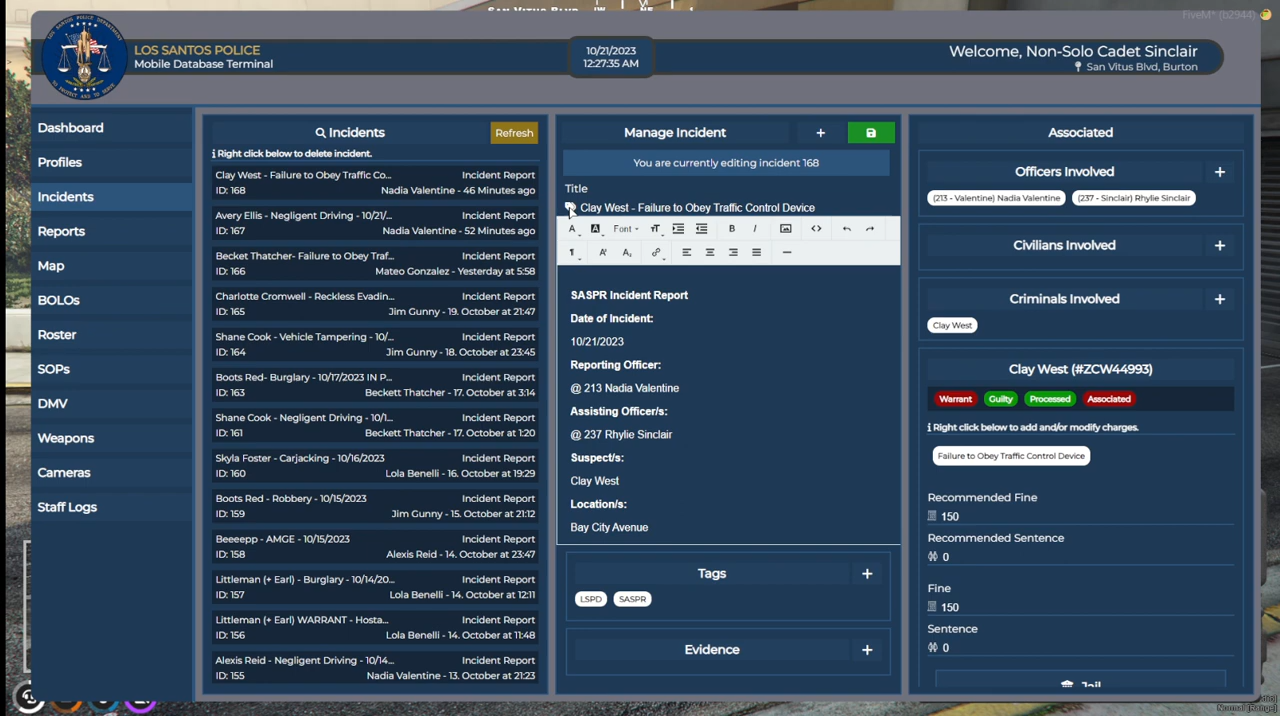 SAN VITUS BLVD
FiveM* (b2944)
LOS SANTOS POLICE
Mobile Database Terminal
10/21/2023
12:27:35 AM
Welcome, Non-Solo Cadet Sinclair
San Vitus Blvd, Burton
Dashboard
Profiles
Incidents
Reports
Map
BOLOs
Roster
SOPs
DMV
Weapons
Cameras
Staff Logs
Incidents
Refresh
Right click below to delete incident.
Clay West - Failure to Obey Traffic Co... Incident Report
ID: 168 Nadia Valentine - 46 Minutes ago
Avery Ellis - Negligent Driving - 10/21/... Incident Report
ID: 167 Nadia Valentine - 52 Minutes ago
Becket Thatcher- Failure to Obey Traf... Incident Report
ID: 166 Mateo Gonzalez - Yesterday at 5:58
Charlotte Cromwell - Reckless Evadin... Incident Report
ID: 165 Jim Gunny - 19. October at 21:47
Shane Cook - Vehicle Tampering - 10/... Incident Report
ID: 164 Jim Gunny - 18. October at 23:45
Boots Red- Burglary - 10/17/2023 IN P... Incident Report
ID: 163 Beckett Thatcher - 17. October at 3:14
Shane Cook - Negligent Driving - 10/1... Incident Report
ID: 161 Beckett Thatcher - 17. October at 1:20
Skyla Foster - Carjacking - 10/16/2023 Incident Report
ID: 160 Lola Benelli - 16. October at 19:29
Boots Red - Robbery - 10/15/2023 Incident Report
ID: 159 Jim Gunny - 15. October at 21:12
Beeeepp - AMGE - 10/15/2023 Incident Report
ID: 158 Alexis Reid - 14. October at 23:47
Littleman (+ Earl) - Burglary - 10/14/20... Incident Report
ID: 157 Lola Benelli - 14. October at 12:11
Littleman (+ Earl) WARRANT - Hosta... Incident Report
ID: 156 Lola Benelli - 14. October at 11:48
Alexis Reid - Negligent Driving - 10/14... Incident Report
ID: 155 Nadia Valentine - 13. October at 21:23
Manage Incident
You are currently editing incident 168
Title
Clay West - Failure to Obey Traffic Control Device
Font
SASPR Incident Report
Date of Incident:
10/21/2023
Reporting Officer:
@ 213 Nadia Valentine
Assisting Officer/s:
@ 237 Rhylie Sinclair
Suspect/s:
Clay West
Location/s:
Bay City Avenue
Tags
LSPD SASPR
Evidence
Associated
Officers Involved
(213 - Valentine) Nadia Valentine (237 - Sinclair) Rhylie Sinclair
Civilians Involved
Criminals Involved
Clay West
Clay West (#ZCW44993)
Warrant Guilty Processed Associated
Right click below to add and/or modify charges.
Failure to Obey Traffic Control Device
Recommended Fine
150
Recommended Sentence
0
Fine
150
Sentence
0
Jail
Normal [Range]